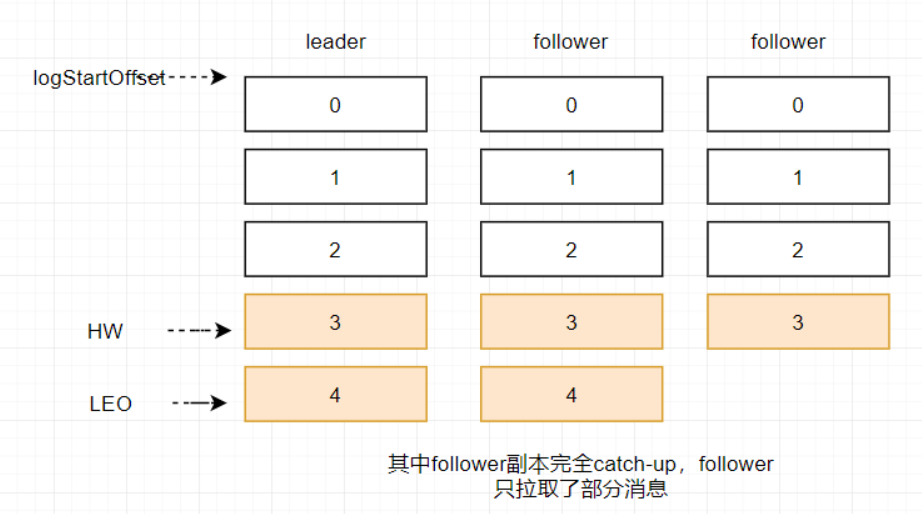 leader follower follower
logStartOffset
0 0 0
1 1 1
2 2 2
HW 3 3 3
LEO 4 4
其中follower副本完全catch-up，follower
只拉取了部分消息